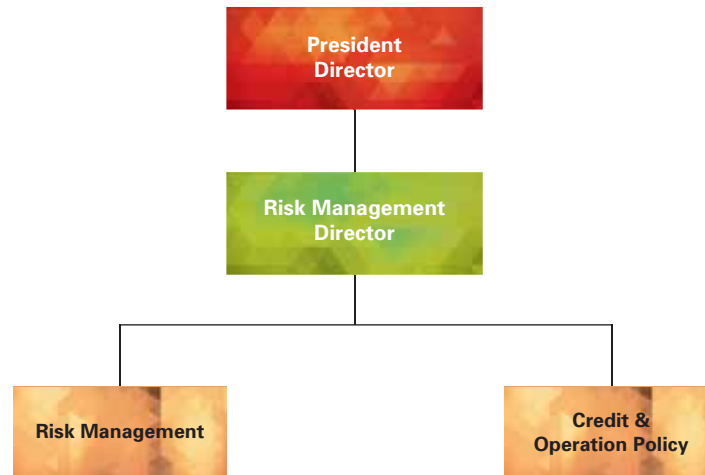 President
Director
Risk Management
Director
Risk Management
Credit &
Operation Policy